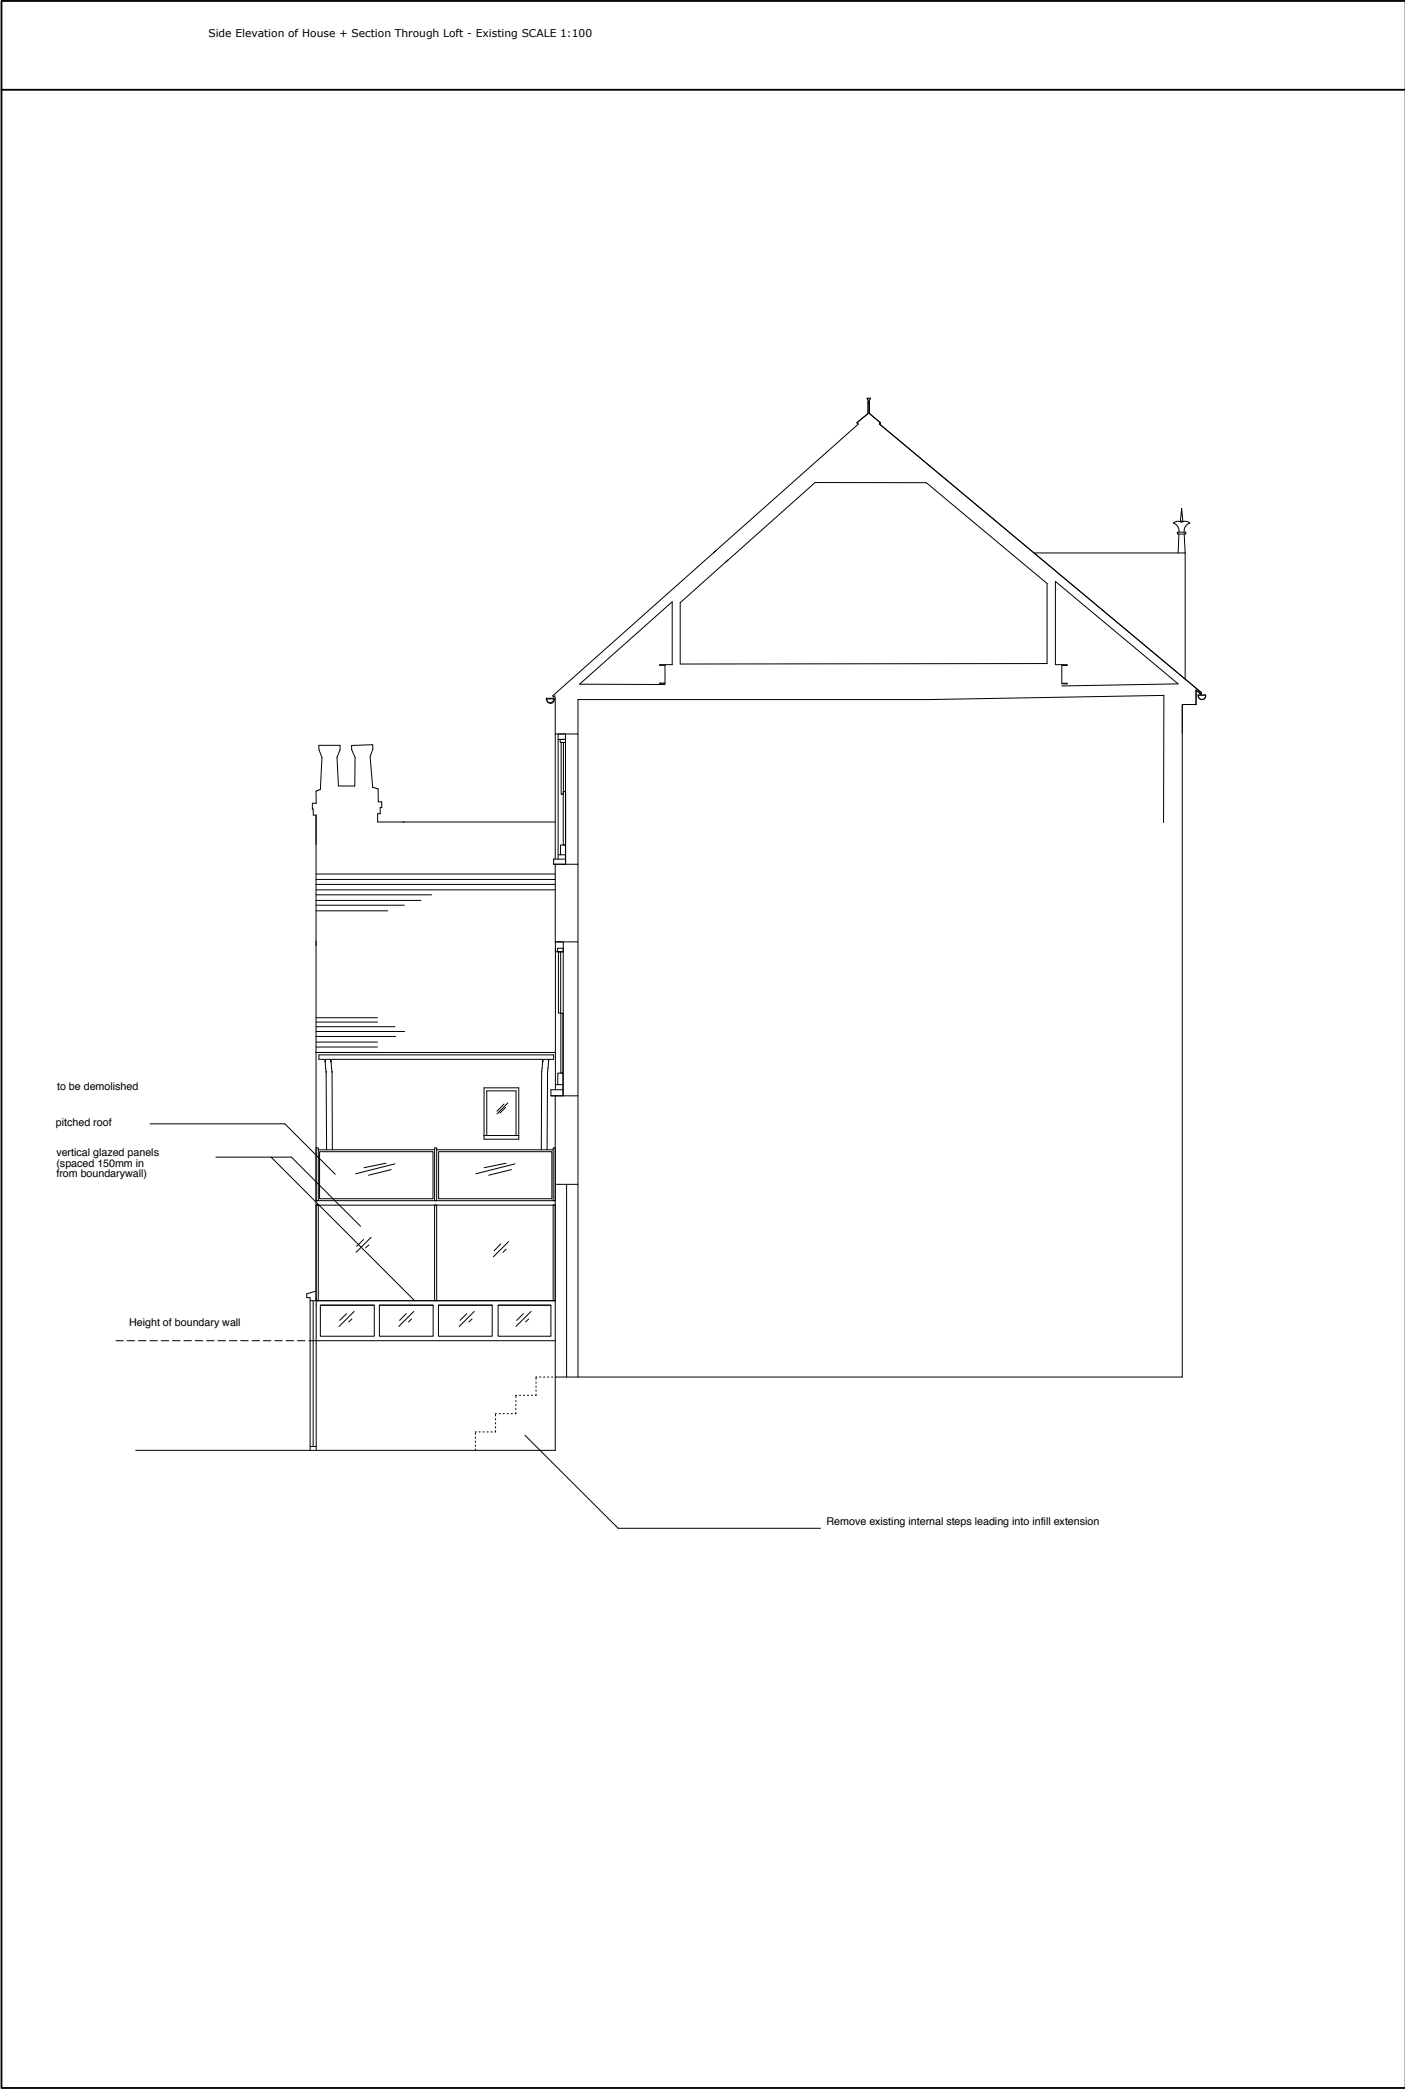 Side Elevation of House + Section Through Loft - Existing SCALE 1:100
to be demolished
pitched roof
vertical glazed panels
(spaced 150mm in
from boundarywall)
Height of boundary wall
Remove existing internal steps leading into infill extension